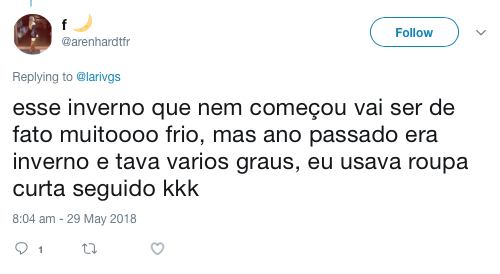 f 🌙
@arenhardtfr
Follow
Replying to @larivgs
esse inverno que nem começou vai ser de
fato muitoooo frio, mas ano passado era
inverno e tava varios graus, eu usava roupa
curta seguido kkk
8:04 am - 29 May 2018
1